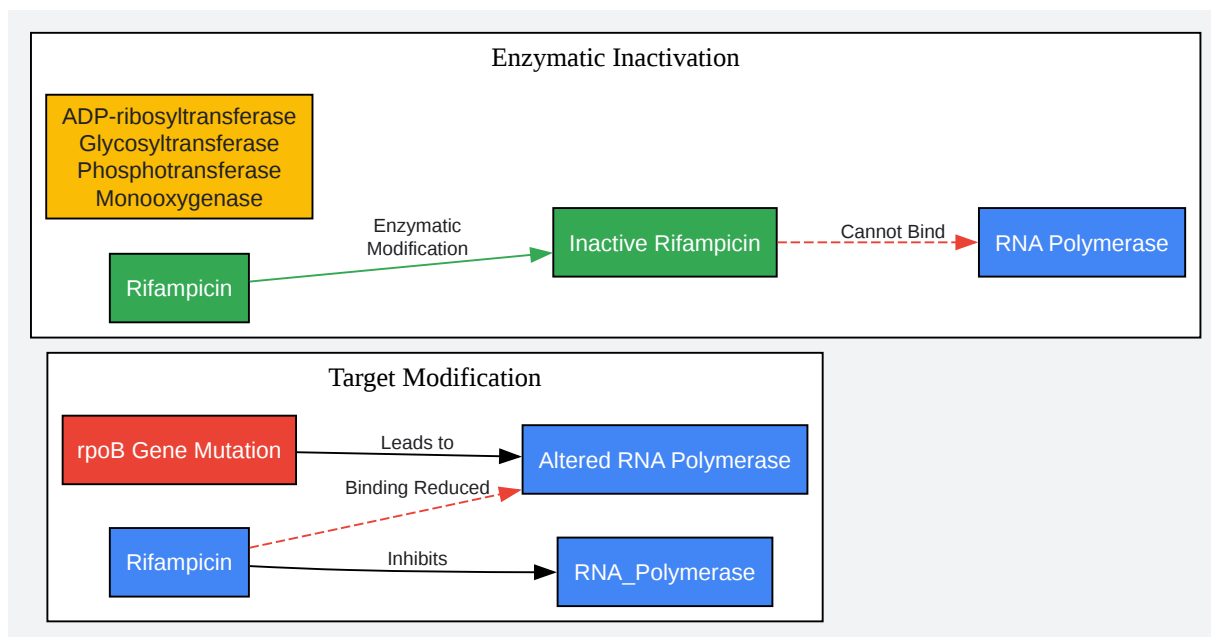 Enzymatic Inactivation
ADP-ribosyltransferase
Glycosyltransferase
Phosphotransferase
Monooxygenase
Enzymatic
Modification
Rifampicin
Inactive Rifampicin
Cannot Bind
RNA Polymerase
Target Modification
rpoB Gene Mutation
Leads to
Altered RNA Polymerase
Binding Reduced
Rifampicin
Inhibits
RNA_Polymerase